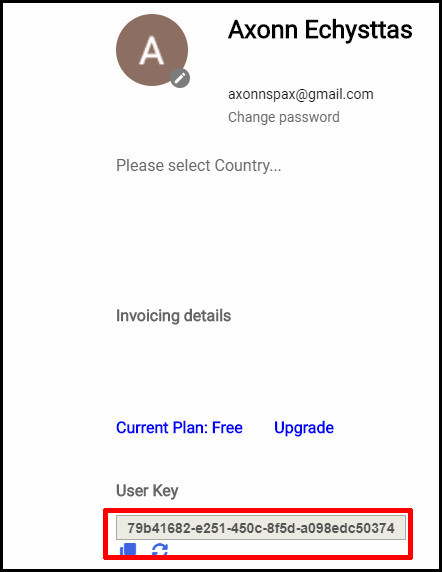 A
Axonn Echysttas
axonnspax@gmail.com
Change password
Please select Country...
Invoicing details
Current Plan: Free Upgrade
User Key
79b41682-e251-450c-8f5d-a098edc50374